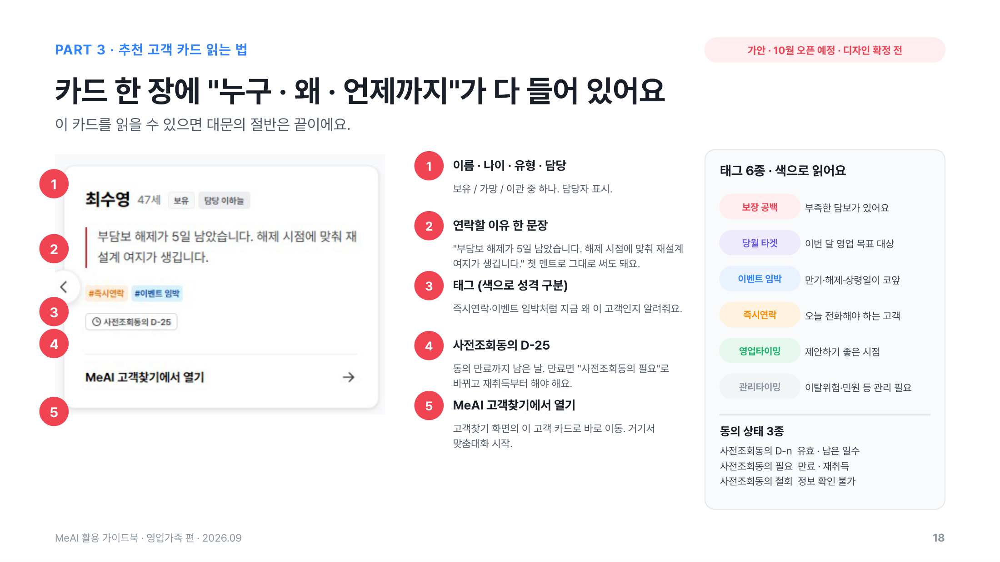 PART 3 · 추천 고객 카드 읽는 법
가안 · 10월 오픈 예정 · 디자인 확정 전
카드 한 장에 "누구 · 왜 · 언제까지"가 다 들어 있어요
이 카드를 읽을 수 있으면 대문의 절반은 끝이에요.
1
최수영 47세 보유 담당 이하늘
2
부담보 해제가 5일 남았습니다. 해제 시점에 맞춰 재
설계 여지가 생깁니다.
#즉시연락 #이벤트 임박
3
사전조회동의 D-25
4
MeAI 고객찾기에서 열기 →
5
1 이름 · 나이 · 유형 · 담당
보유 / 가망 / 이관 중 하나. 담당자 표시.
2 연락할 이유 한 문장
"부담보 해제가 5일 남았습니다. 해제 시점에 맞춰 재설계
여지가 생깁니다." 첫 멘트로 그대로 써도 돼요.
3 태그 (색으로 성격 구분)
즉시연락·이벤트 임박처럼 지금 왜 이 고객인지 알려줘요.
4 사전조회동의 D-25
동의 만료까지 남은 날. 만료면 "사전조회동의 필요"로
바뀌고 재취득부터 해야 해요.
5 MeAI 고객찾기에서 열기
고객찾기 화면의 이 고객 카드로 바로 이동. 거기서
맞춤대화 시작.
태그 6종 · 색으로 읽어요
보장 공백 부족한 담보가 있어요
당월 타겟 이번 달 영업 목표 대상
이벤트 임박 만기·해제·상령일이 코앞
즉시연락 오늘 전화해야 하는 고객
영업타이밍 제안하기 좋은 시점
관리타이밍 이탈위험·민원 등 관리 필요
동의 상태 3종
사전조회동의 D-n 유효 · 남은 일수
사전조회동의 필요 만료 · 재취득
사전조회동의 철회 정보 확인 불가
MeAI 활용 가이드북 · 영업가족 편 · 2026.09
18